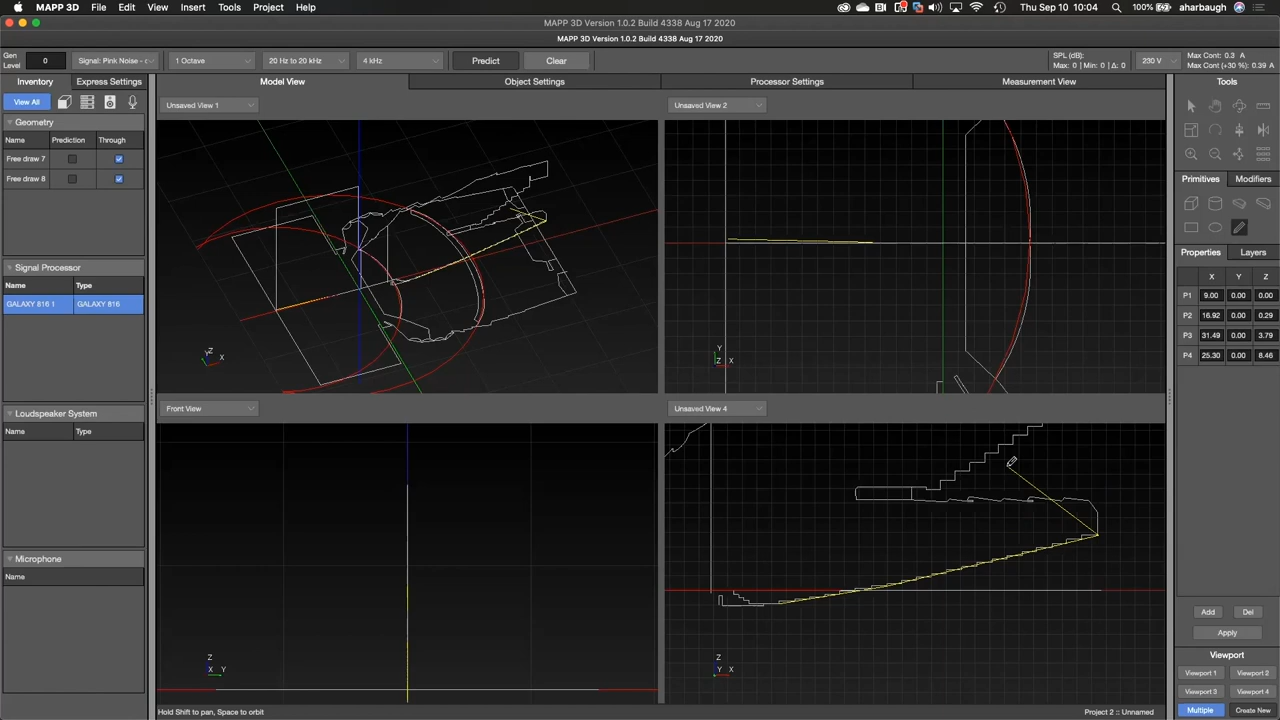 MAPP 3D File Edit View Insert Tools Project Help 100% Thu Sep 10 10:04 aharbaugh
MAPP 3D Version 1.0.2 Build 4338 Aug 17 2020
MAPP 3D Version 1.0.2 Build 4338 Aug 17 2020
Gen Level 0 Signal: Pink Noise - 1 Octave 20 Hz to 20 kHz 4 kHz Predict Clear SPL (dB): Max: 0 | Min: 0 | Δ: 0 230 V Max Cont: 0.3 A Max Cont (+30 %): 0.39 A
Inventory Express Settings Model View Object Settings Processor Settings Measurement View Tools
View All
Unsaved View 1 Unsaved View 2
Geometry
Name Prediction Through
Free draw 7
Free draw 8
Primitives Modifiers
Properties Layers
X Y Z
P1 9.00 0.00 0.00
P2 16.92 0.00 0.29
P3 31.49 0.00 3.79
P4 25.30 0.00 8.46
Signal Processor
Name Type
GALAXY 816 1 GALAXY 816
Z Y X
Y Z X
Front View Unsaved View 4
Loudspeaker System
Name Type
Microphone
Name
Z X Y
Z Y X
Add Del
Apply
Viewport
Viewport 1 Viewport 2
Viewport 3 Viewport 4
Multiple Create New
Hold Shift to pan, Space to orbit Project 2 :: Unnamed